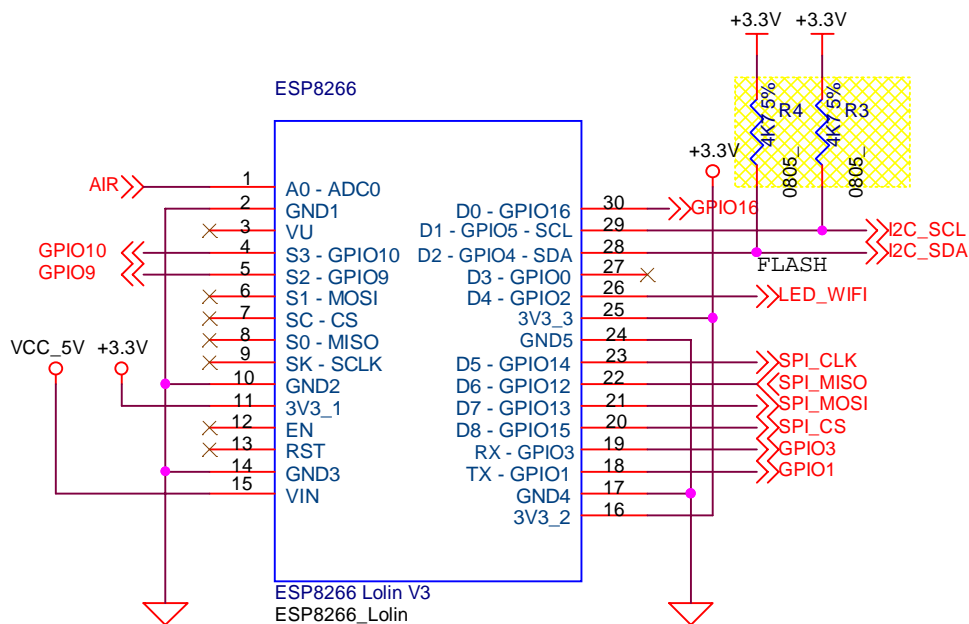 +3.3V +3.3V
ESP8266
4K7 5% R4 4K7 5% R3
0805_ 0805_
+3.3V
AIR 1 A0 - ADC0
2 GND1
3 VU
GPIO10 4 S3 - GPIO10
GPIO9 5 S2 - GPIO9
6 S1 - MOSI
7 SC - CS
8 S0 - MISO
9 SK - SCLK
VCC_5V +3.3V
10 GND2
11 3V3_1
12 EN
13 RST
14 GND3
15 VIN
D0 - GPIO16 30 GPIO16
D1 - GPIO5 - SCL 29 I2C_SCL
D2 - GPIO4 - SDA 28 I2C_SDA
FLASH
D3 - GPIO0 27
D4 - GPIO2 26 LED_WIFI
3V3_3 25
GND5 24
D5 - GPIO14 23 SPI_CLK
D6 - GPIO12 22 SPI_MISO
D7 - GPIO13 21 SPI_MOSI
D8 - GPIO15 20 SPI_CS
RX - GPIO3 19 GPIO3
TX - GPIO1 18 GPIO1
GND4 17
3V3_2 16
ESP8266 Lolin V3
ESP8266_Lolin